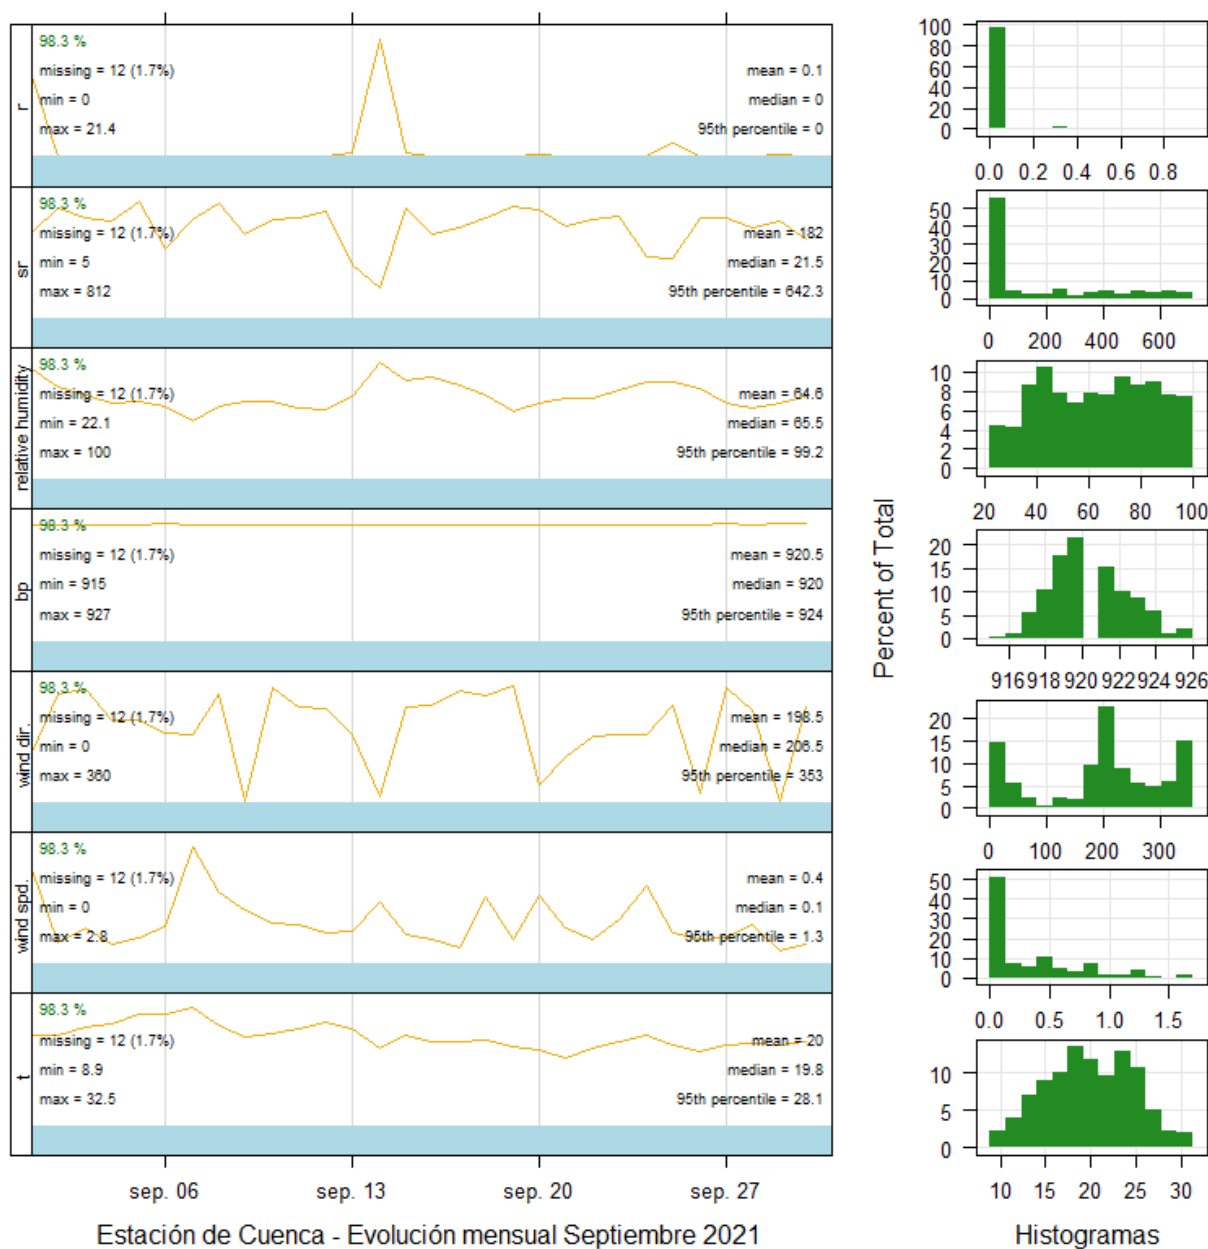 r
98.3 %
missing = 12 (1.7%)
min = 0
max = 21.4
mean = 0.1
median = 0
95th percentile = 0
sr
98.3 %
missing = 12 (1.7%)
min = 5
max = 812
mean = 182
median = 21.5
95th percentile = 642.3
relative humidity
98.3 %
missing = 12 (1.7%)
min = 22.1
max = 100
mean = 64.6
median = 65.5
95th percentile = 99.2
bp
98.3 %
missing = 12 (1.7%)
min = 915
max = 927
mean = 920.5
median = 920
95th percentile = 924
wind dir.
98.3 %
missing = 12 (1.7%)
min = 0
max = 360
mean = 198.5
median = 206.5
95th percentile = 353
wind spd.
98.3 %
missing = 12 (1.7%)
min = 0
max = 2.8
mean = 0.4
median = 0.1
95th percentile = 1.3
t
98.3 %
missing = 12 (1.7%)
min = 8.9
max = 32.5
mean = 20
median = 19.8
95th percentile = 28.1
sep. 06 sep. 13 sep. 20 sep. 27
Estación de Cuenca - Evolución mensual Septiembre 2021
Percent of Total
100
80
60
40
20
0
0.0 0.2 0.4 0.6 0.8
50
40
30
20
10
0
0 200 400 600
10
8
6
4
2
0
20 40 60 80 100
20
15
10
5
0
916 918 920 922 924 926
20
15
10
5
0
0 100 200 300
50
40
30
20
10
0
0.0 0.5 1.0 1.5
10
5
0
10 15 20 25 30
Histogramas